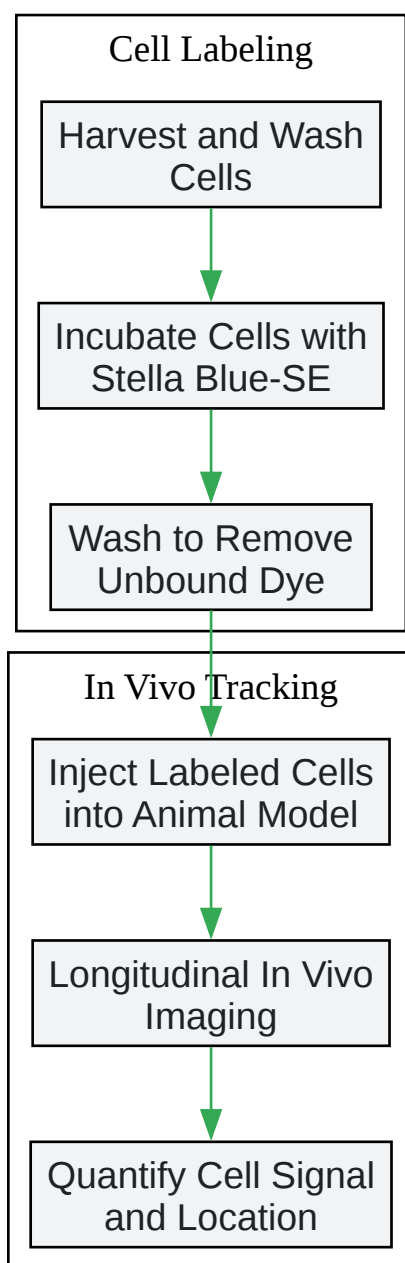 Cell Labeling
Harvest and Wash
Cells
Incubate Cells with
Stella Blue-SE
Wash to Remove
Unbound Dye
In Vivo Tracking
Inject Labeled Cells
into Animal Model
Longitudinal In Vivo
Imaging
Quantify Cell Signal
and Location